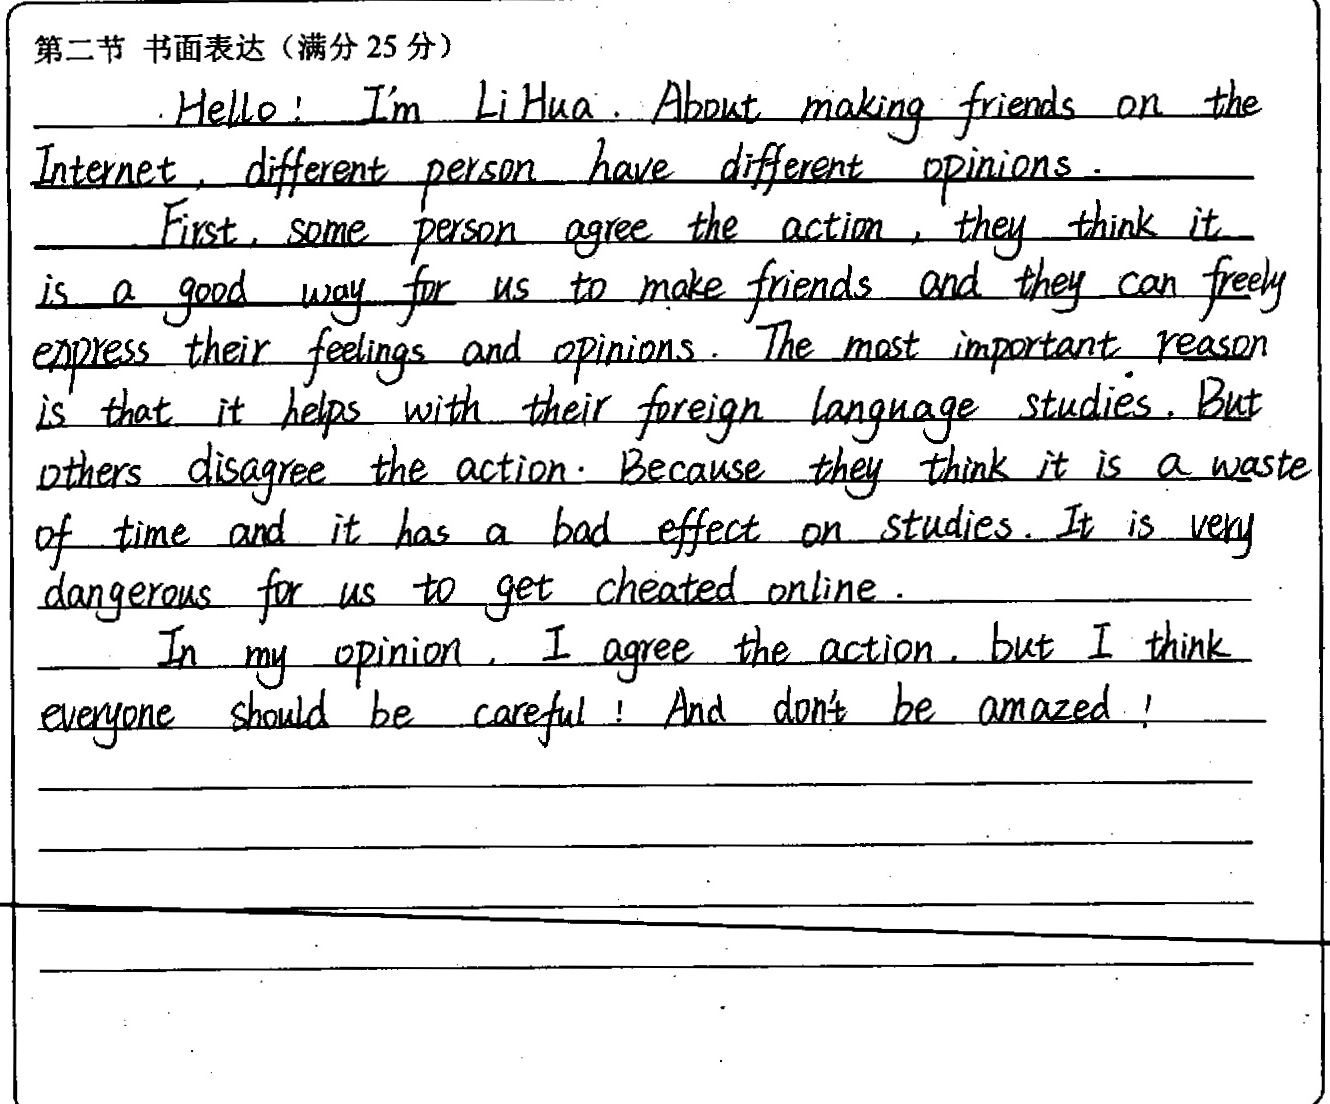 第二节 书面表达（满分 25 分）
Hello! I'm Li Hua. About making friends on the
Internet, different person have different opinions.
First, some person agree the action, they think it
is a good way for us to make friends and they can freely
express their feelings and opinions. The most important reason
is that it helps with their foreign language studies. But
others disagree the action. Because they think it is a waste
of time and it has a bad effect on studies. It is very
dangerous for us to get cheated online.
In my opinion, I agree the action, but I think
everyone should be careful! And don't be amazed!